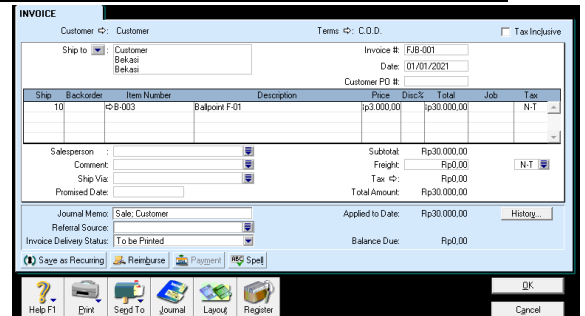 INVOICE
Customer ⇨: Customer Terms ⇨: C.O.D. Tax Inclusive
Ship to : Customer Invoice #: FJB-001
Bekasi Date: 01/01/2021
Bekasi
Customer PO #:
Ship Backorder Item Number Description Price Disc% Total Job Tax
10 ⇨B-003 Ballpoint F-01 p3.000,00 p30.000,00 N-T
Salesperson : Subtotal: Rp30.000,00
Comment: Freight: Rp0,00 N-T
Ship Via: Tax ⇨: Rp0,00
Promised Date: Total Amount: Rp30.000,00
Journal Memo: Sale; Customer Applied to Date: Rp30.000,00 History...
Referral Source:
Invoice Delivery Status: To be Printed Balance Due: Rp0,00
Save as Recurring Reimburse Payment ABC Spell
Help F1 Print Send To Journal Layout Register
OK
Cancel